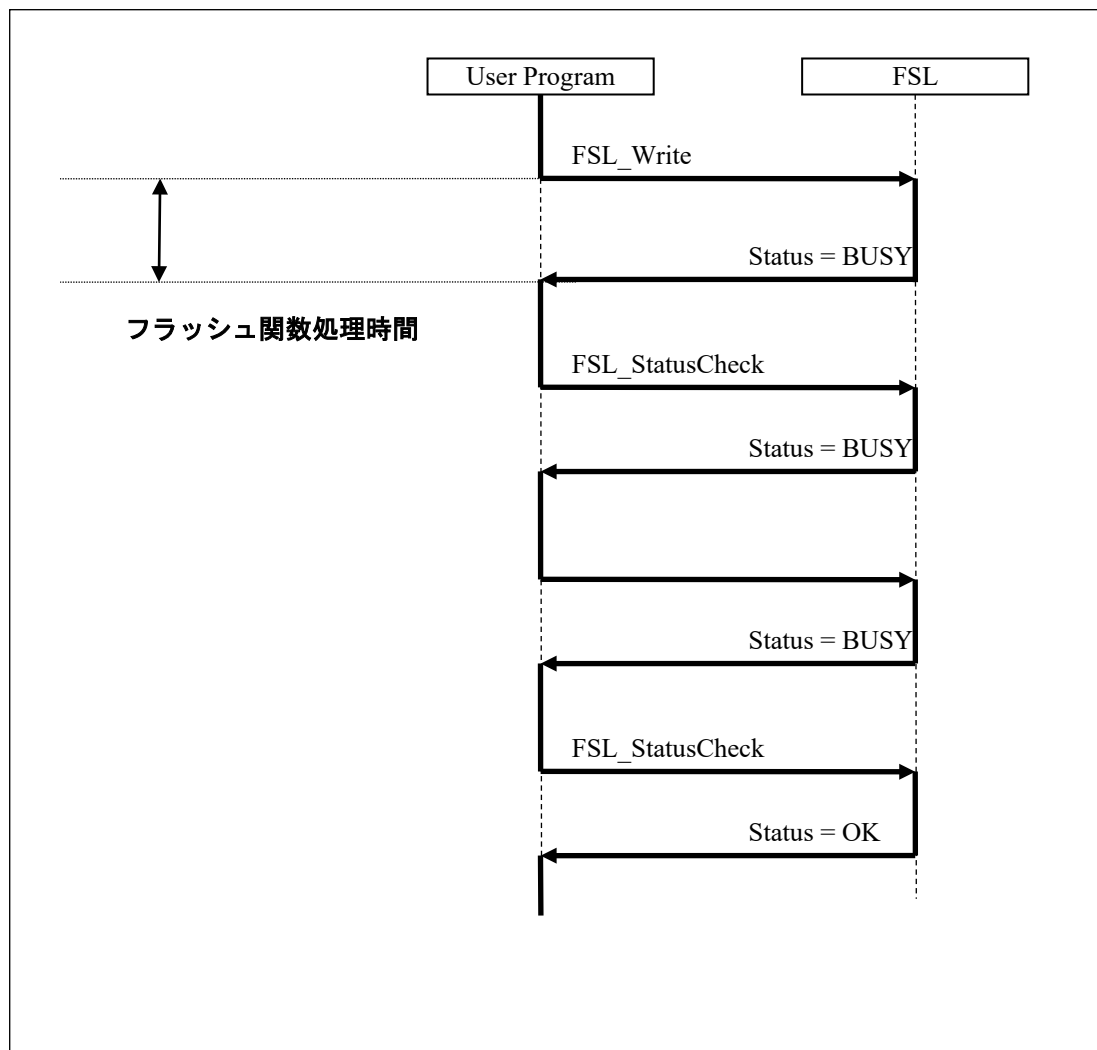 User Program
FSL
FSL_Write
Status = BUSY
フラッシュ関数処理時間
FSL_StatusCheck
Status = BUSY
Status = BUSY
FSL_StatusCheck
Status = OK